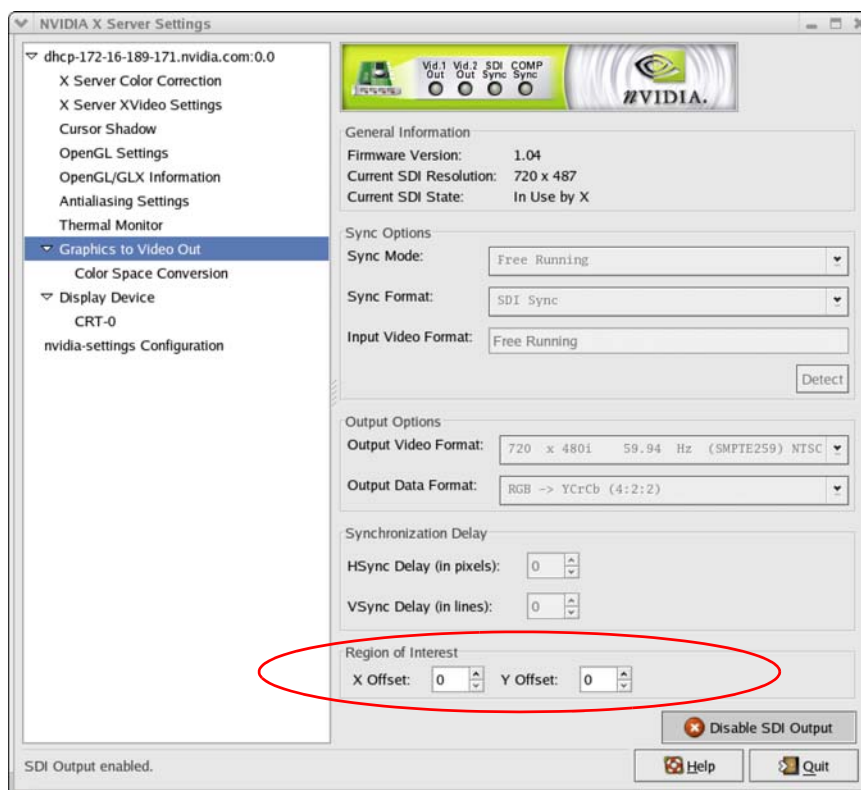 NVIDIA X Server Settings
dhcp-172-16-189-171.nvidia.com:0.0
X Server Color Correction
X Server XVideo Settings
Cursor Shadow
OpenGL Settings
OpenGL/GLX Information
Antialiasing Settings
Thermal Monitor
Graphics to Video Out
Color Space Conversion
Display Device
CRT-0
nvidia-settings Configuration
Vid.1 Out Vid.2 Out SDI Sync COMP Sync
nVIDIA.
General Information
Firmware Version: 1.04
Current SDI Resolution: 720 x 487
Current SDI State: In Use by X
Sync Options
Sync Mode: Free Running
Sync Format: SDI Sync
Input Video Format: Free Running
Detect
Output Options
Output Video Format: 720 x 480i 59.94 Hz (SMPTE259) NTSC
Output Data Format: RGB -> YCrCb (4:2:2)
Synchronization Delay
HSync Delay (in pixels): 0
VSync Delay (in lines): 0
Region of Interest
X Offset: 0 Y Offset: 0
Disable SDI Output
SDI Output enabled.
Help Quit